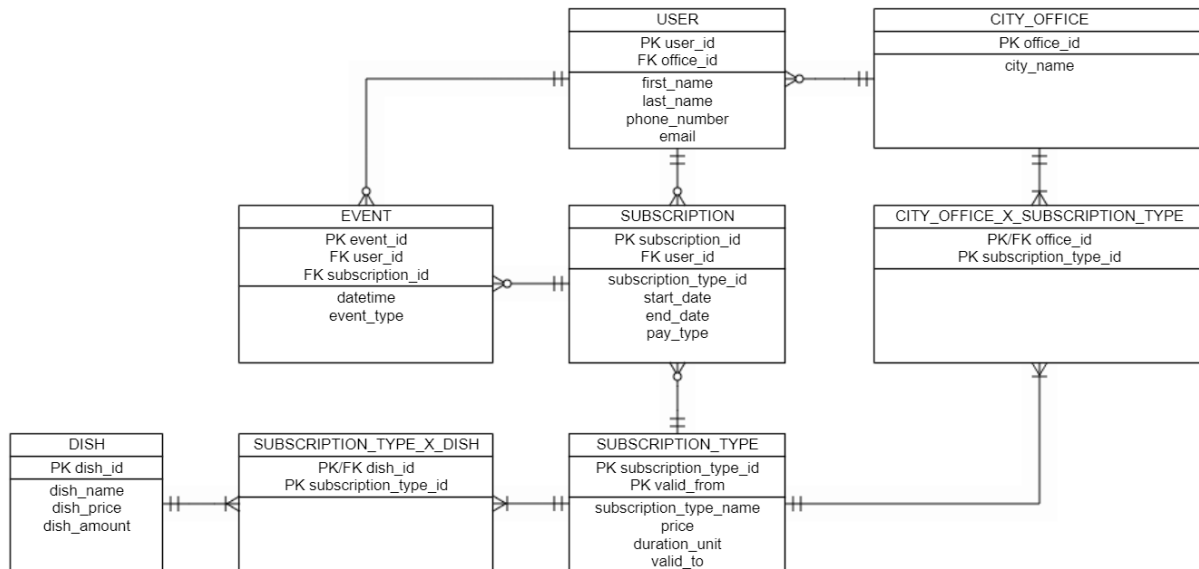 USER
PK user_id
FK office_id
first_name
last_name
phone_number
email
CITY_OFFICE
PK office_id
city_name
EVENT
PK event_id
FK user_id
FK subscription_id
datetime
event_type
SUBSCRIPTION
PK subscription_id
FK user_id
subscription_type_id
start_date
end_date
pay_type
CITY_OFFICE_X_SUBSCRIPTION_TYPE
PK/FK office_id
PK subscription_type_id
DISH
PK dish_id
dish_name
dish_price
dish_amount
SUBSCRIPTION_TYPE_X_DISH
PK/FK dish_id
PK subscription_type_id
SUBSCRIPTION_TYPE
PK subscription_type_id
PK valid_from
subscription_type_name
price
duration_unit
valid_to